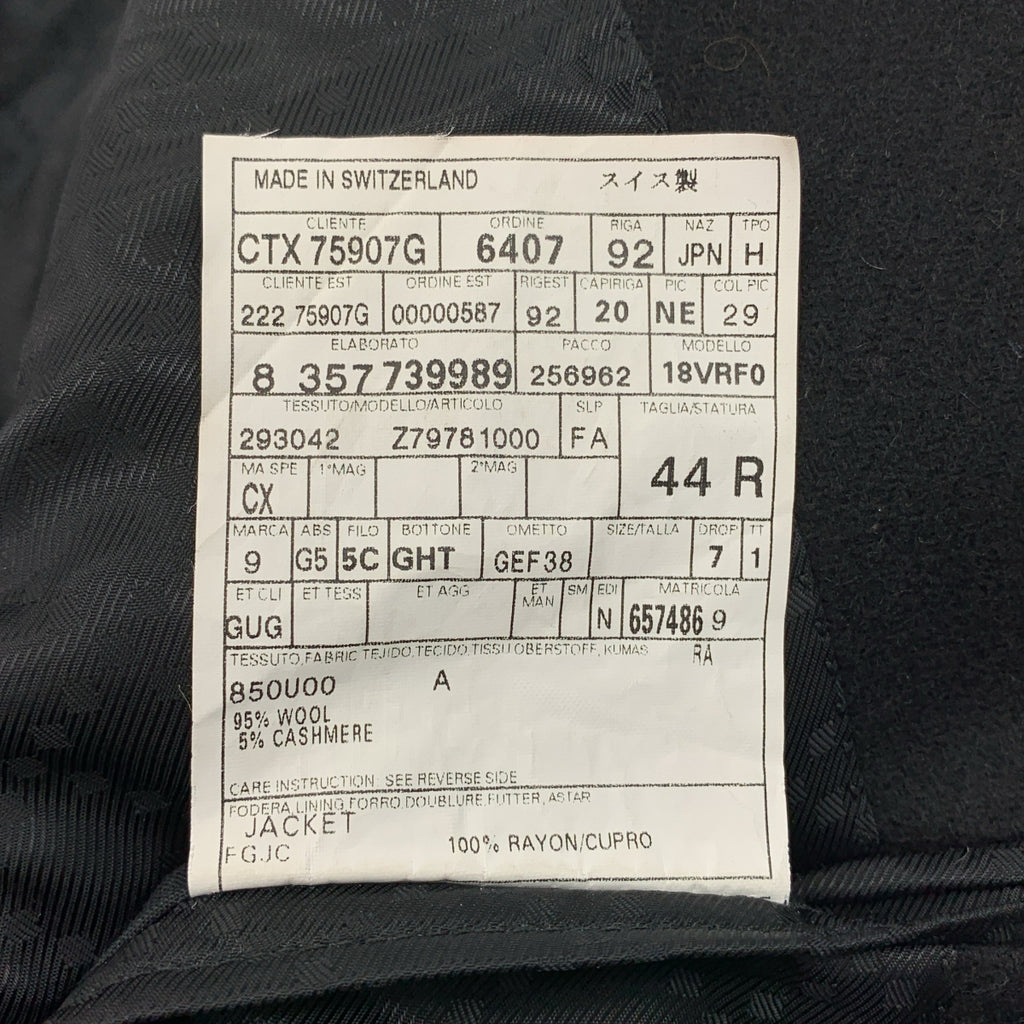 MADE IN SWITZERLAND スイス製
CLIENTE ORDINE RIGA NAZ TPO
CTX 75907G 6407 92 JPN H
CLIENTE EST ORDINE EST RIGEST CAPIRIGA PIC COL PIC
222 75907G 00000587 92 20 NE 29
ELABORATO PACCO MODELLO
8 357 739989 256962 18VRF0
TESSUTO/MODELLO/ARTICOLO SLP TAGLIA/STATURA
293042 Z79781000 FA
44 R
MA SPE 1°MAG 2°MAG
CX
MARCA ABS FILO BOTTONE OMETTO SIZE/TALLA DROP TT
9 G5 5C GHT GEF38 7 1
ET CLI ET TESS ET AGG ET MAN SM EDI MATRICOLA
GUG N 657486 9
TESSUTO,FABRIC TEJIDO,TECIDO,TISSU OBERSTOFF, KUMAS RA
850U00 A
95% WOOL
5% CASHMERE
CARE INSTRUCTION: SEE REVERSE SIDE
FODERA,LINING,FORRO,DOUBLURE FUTTER, ASTAR
JACKET
FG.JC 100% RAYON/CUPRO